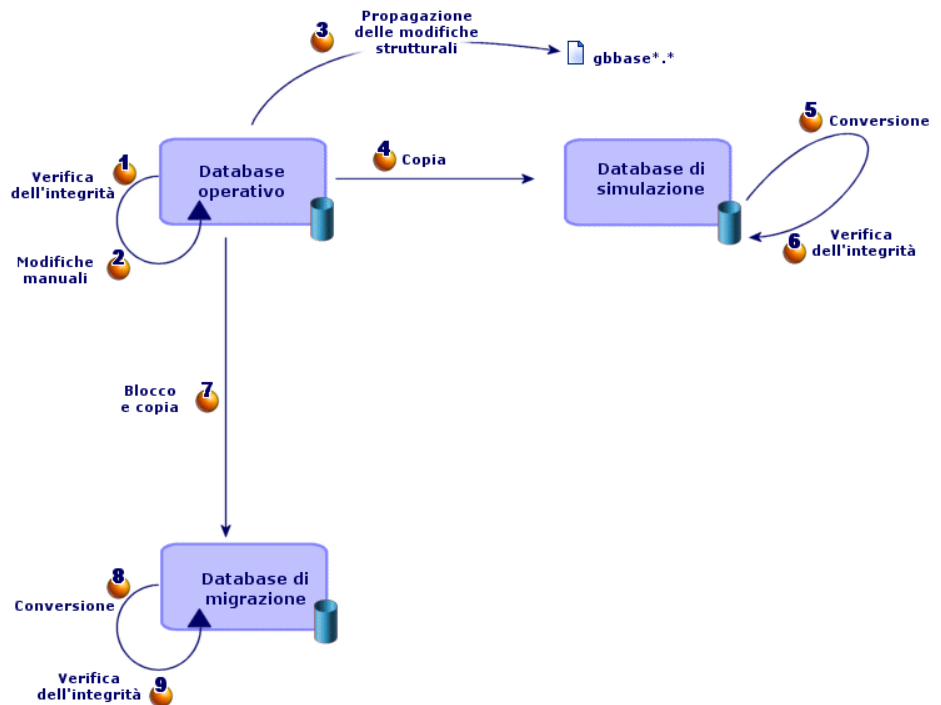 3
Propagazione
delle modifiche
strutturali
gbbase*.*
1
Verifica
dell'integrità
2
Modifiche
manuali
Database
operativo
4
Copia
Database di
simulazione
5
Conversione
6
Verifica
dell'integrità
7
Blocco
e copia
Database di
migrazione
8
Conversione
9
Verifica
dell'integrità